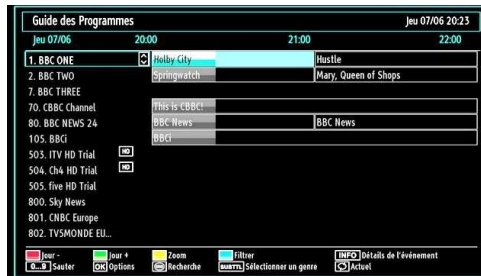 Guide des Programmes Jeu 07/06 20:23
Jeu 07/06 20:00 21:00 22:00
1. BBC ONE Holby City Hustle
2. BBC TWO Springwatch Mary, Queen of Shops
7. BBC THREE
70. CBBC Channel This is CBBC!
80. BBC NEWS 24 BBC News BBC News
105. BBCi BBCi
503. ITV HD Trial HD
504. Ch4 HD Trial HD
505. five HD Trial
800. Sky News
801. CNBC Europe
802. TV5MONDE EU...
Jour - Jour + Zoom Filtrer INFO Détails de l'événement
0...9 Sauter OK Options Recherche SUBTTL Sélectionner un genre Actuel